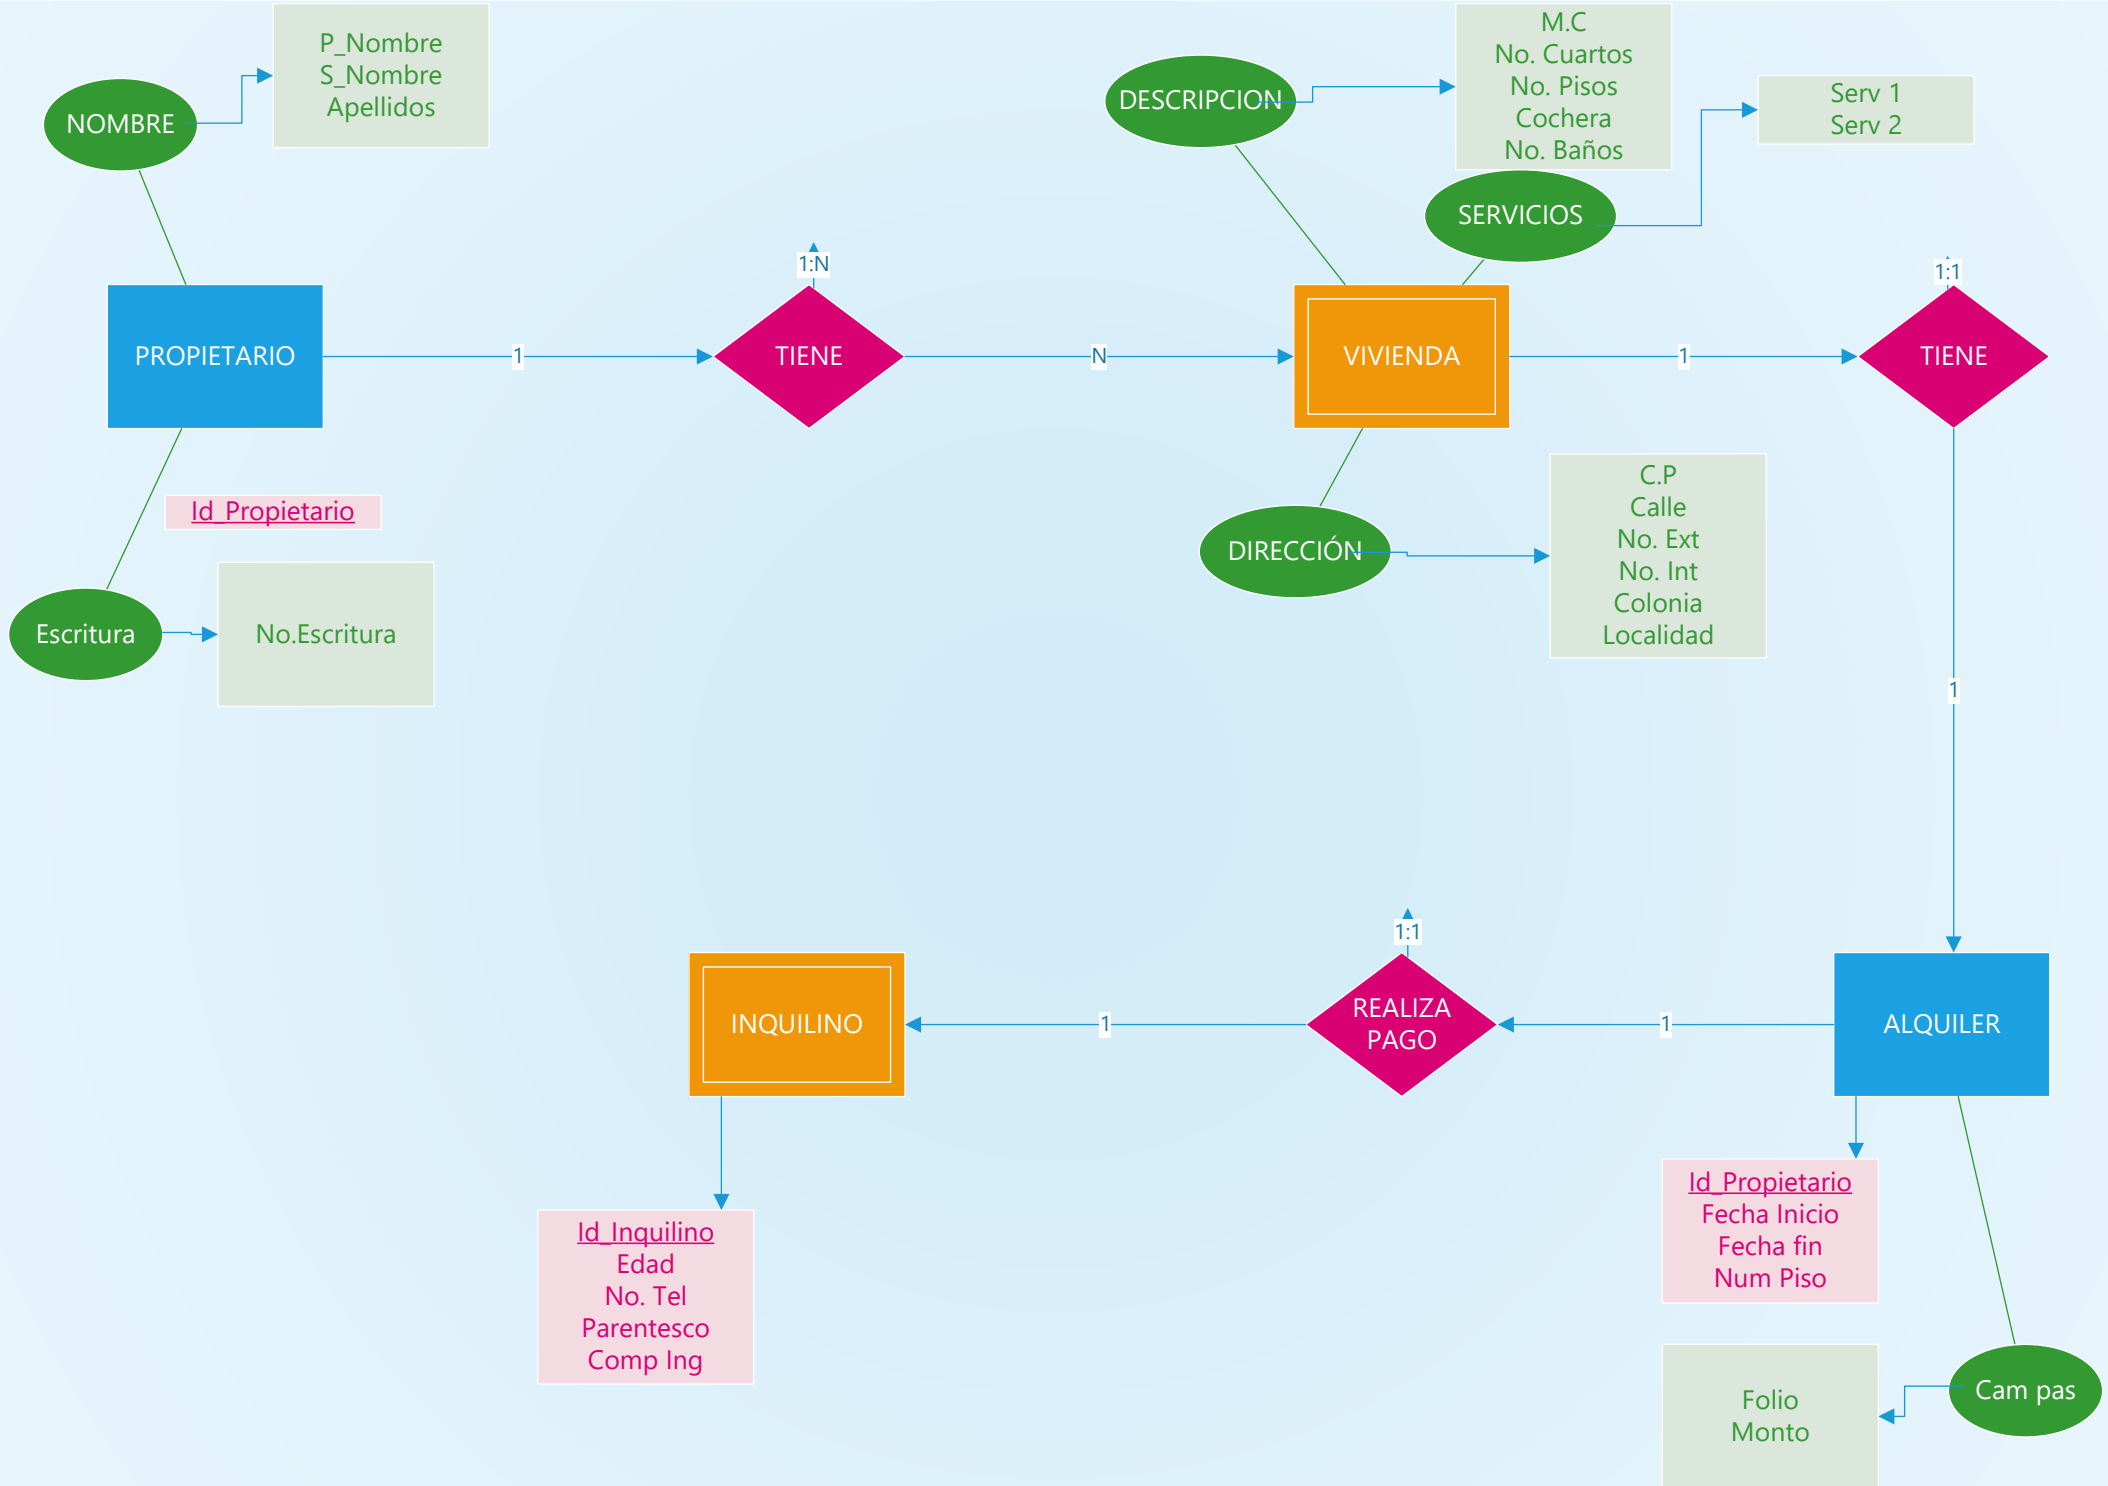 P_Nombre
S_Nombre
Apellidos
NOMBRE
M.C
No. Cuartos
No. Pisos
Cochera
No. Baños
DESCRIPCION
Serv 1
Serv 2
SERVICIOS
1:N
1:1
PROPIETARIO
1
TIENE
N
VIVIENDA
1
TIENE
Id_Propietario
C.P
Calle
No. Ext
No. Int
Colonia
Localidad
DIRECCIÓN
Escritura
No.Escritura
1
1:1
INQUILINO
1
REALIZA
PAGO
1
ALQUILER
Id_Propietario
Fecha Inicio
Fecha fin
Num Piso
Id_Inquilino
Edad
No. Tel
Parentesco
Comp Ing
Folio
Monto
Cam pas